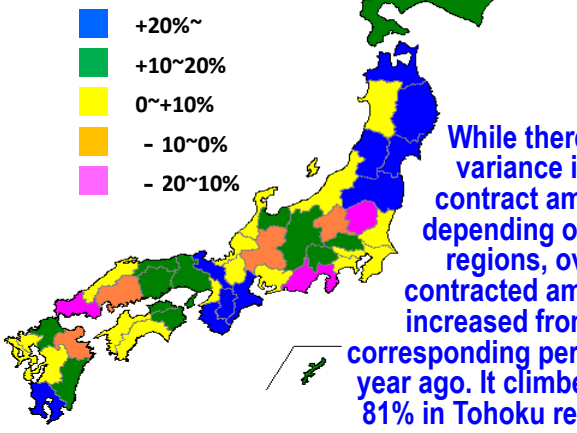 +20%~
+10~20%
0~+10%
- 10~0%
- 20~10%
While there
variance i
contract am
depending o
regions, ov
contracted am
increased from
corresponding per
year ago. It climbe
81% in Tohoku re